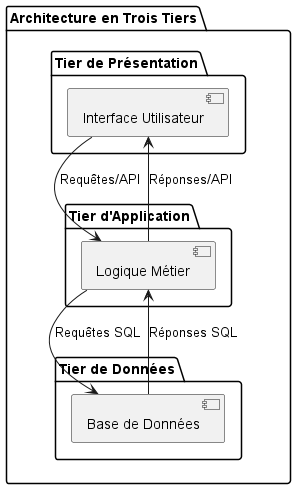 Architecture en Trois Tiers
Tier de Présentation
Interface Utilisateur
Requêtes/API
Réponses/API
Tier d'Application
Logique Métier
Requêtes SQL
Réponses SQL
Tier de Données
Base de Données